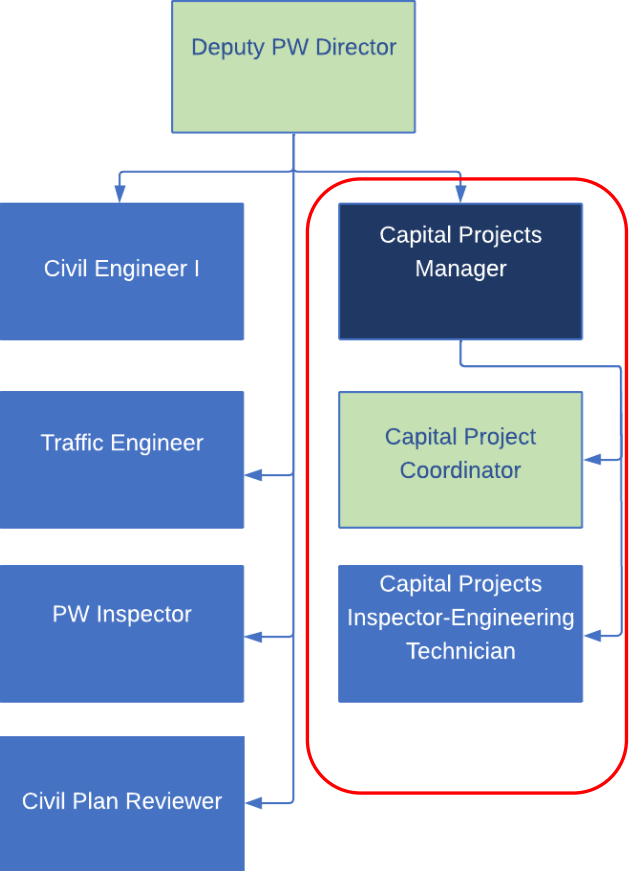 Deputy PW Director
Civil Engineer I
Capital Projects
Manager
Traffic Engineer
Capital Project
Coordinator
PW Inspector
Capital Projects
Inspector-Engineering
Technician
Civil Plan Reviewer